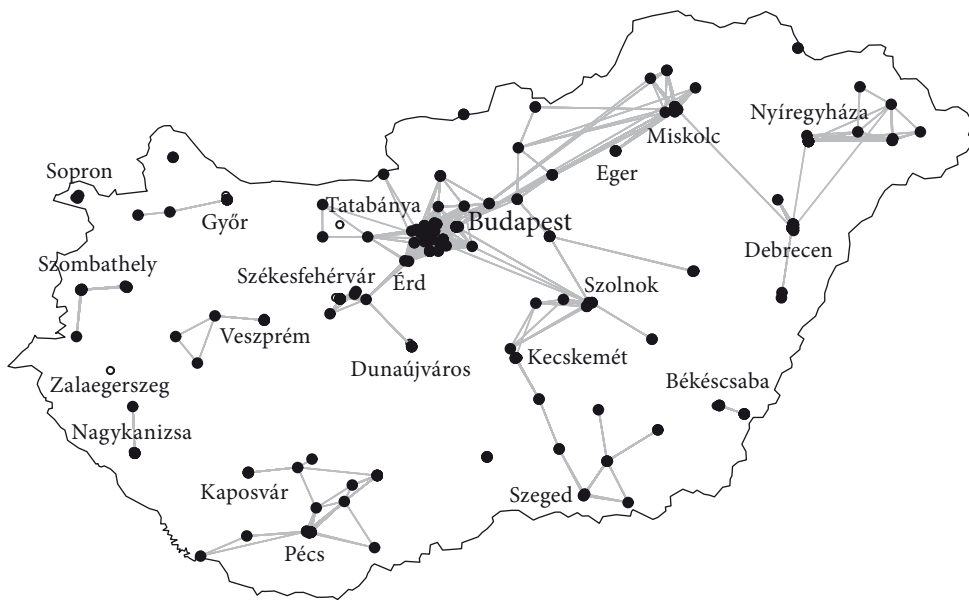 Nyíregyháza
Miskolc
Eger
Sopron
Tatabánya
Győr
Budapest
Debrecen
Szombathely
Székesfehérvár
Érd
Szolnok
Veszprém
Dunaújváros
Kecskemét
Zalaegerszeg
Békéscsaba
Nagykanizsa
Kaposvár
Szeged
Pécs